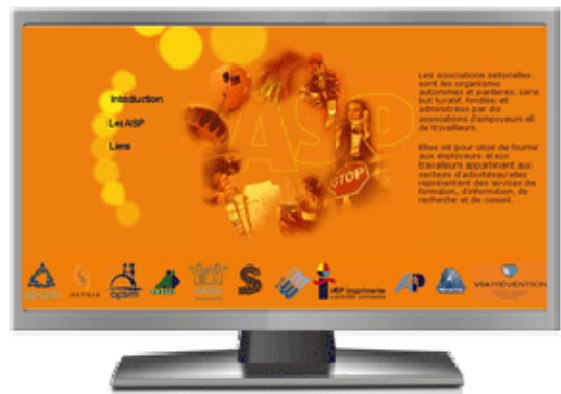 Introduction
Les ASP
Liens
ASP
STOP
Les associations sectorielles
sont des organismes
autonomes et paritaires, sans
but lucratif, fondées et
administrées par des
associations d'employeurs et
de travailleurs.
Elles ont pour objet de fournir
aux employeurs et aux
travailleurs appartenant aux
secteurs d'activités qu'elles
représentent des services de
formation, d'information, de
recherche et de conseil.
ASP imprimerie
VIA PRÉVENTION